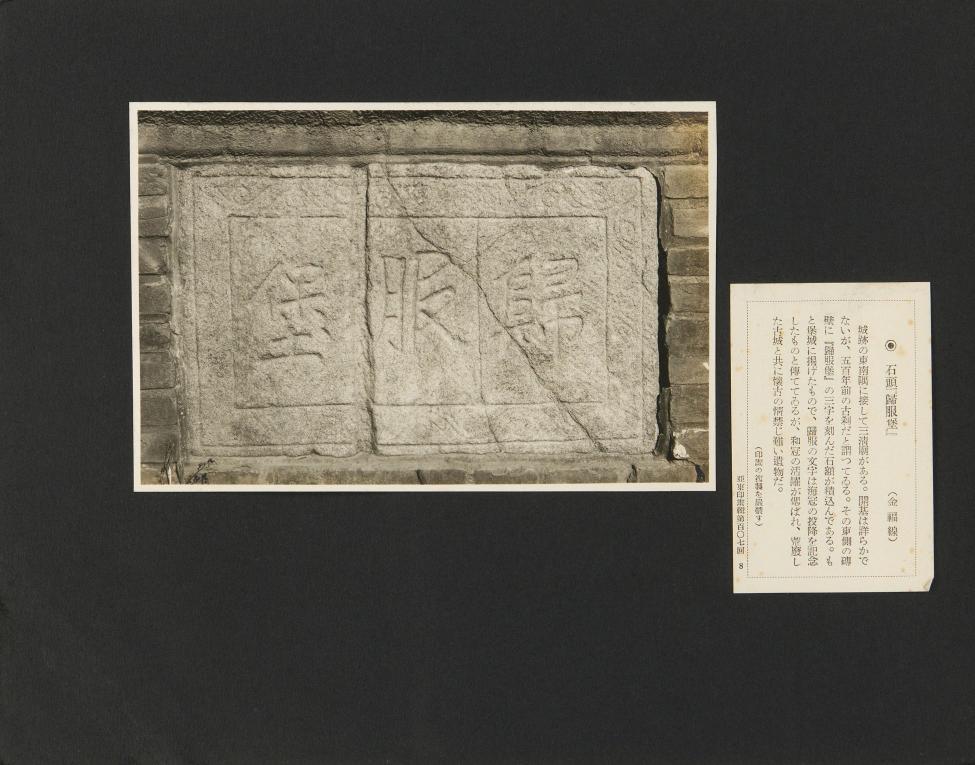 歸服堡
◉ 石頭『歸服堡』
（金福線）
城跡の東南隅に接して三淸廟がある。開基は詳らかで
ないが、五百年前の古刹だと謂つてゐる。その東側の磚
壁に『歸服堡』の三字を刻んだ石額が積込んである。も
と堡城に揭げたもので、歸服の文字は海寇の投降を記念
したものと傳てゐるが、和寇の活躍が偲ばれ、荒廢し
た古城と共に懷古の情禁じ難い遺物だ。
（印畫の複製を嚴禁す）
亞東印畫輯第百〇七回 8